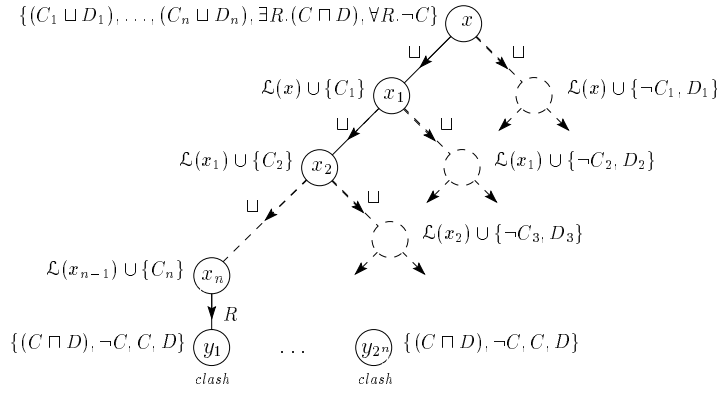 {(C₁ ⊔ D₁), . . . , (Cₙ ⊔ Dₙ), ∃R.(C ⊓ D), ∀R.¬C} x
⊔ ⊔
ℒ(x) ∪ {C₁} x₁ ℒ(x) ∪ {¬C₁, D₁}
⊔ ⊔
ℒ(x₁) ∪ {C₂} x₂ ℒ(x₁) ∪ {¬C₂, D₂}
⊔ ⊔
ℒ(x₂) ∪ {¬C₃, D₃}
ℒ(xₙ₋₁) ∪ {Cₙ} xₙ
R
{(C ⊓ D), ¬C, C, D} y₁ . . . y₂ⁿ {(C ⊓ D), ¬C, C, D}
clash clash